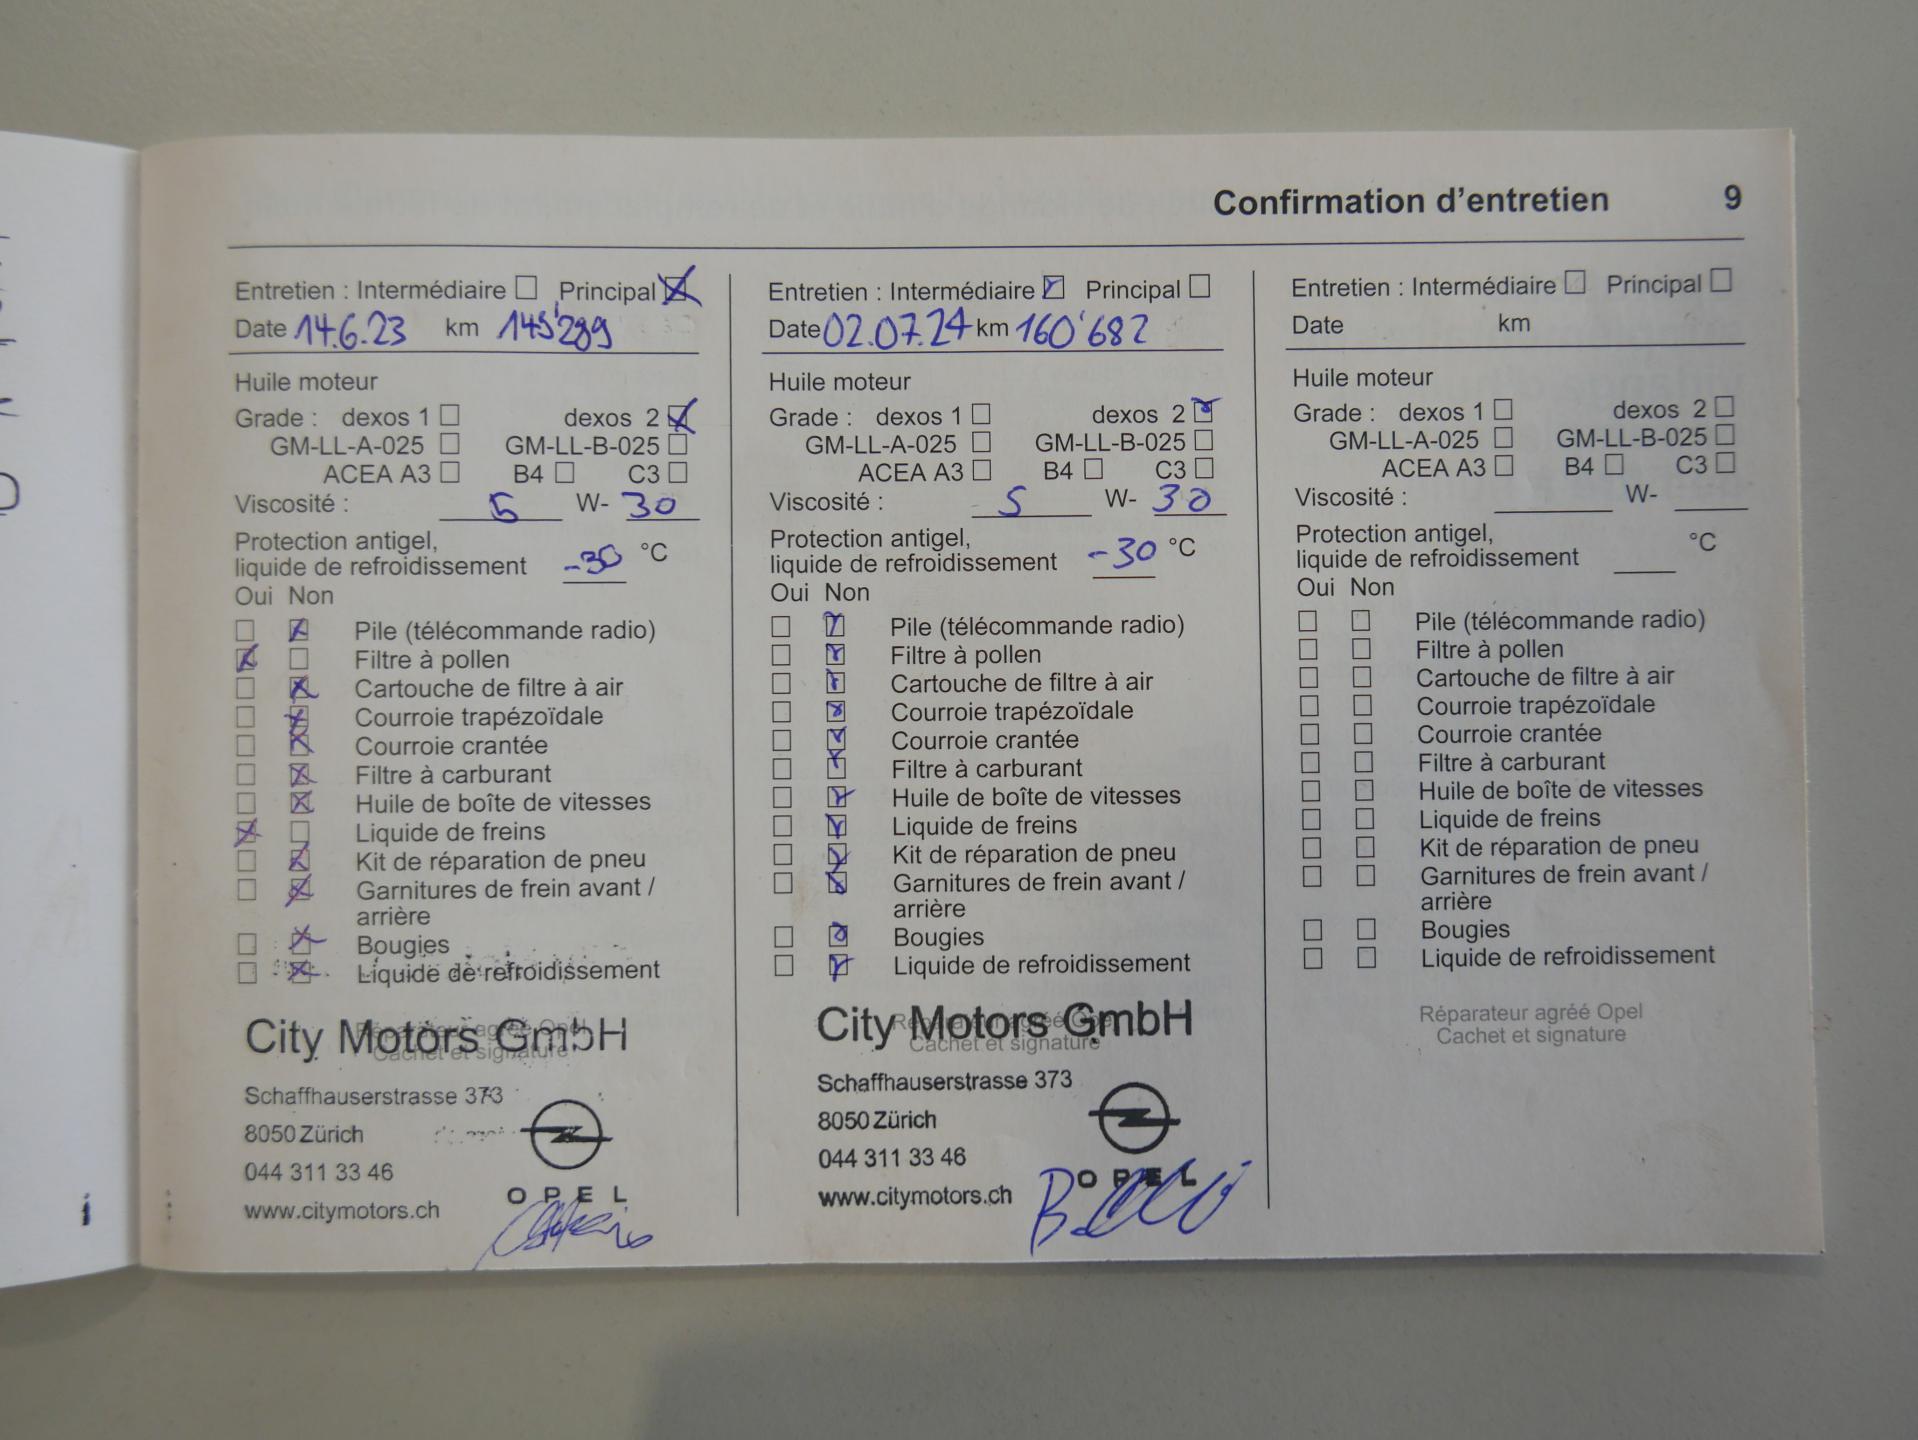 Confirmation d'entretien 9
Entretien : Intermédiaire Principal
Date 14.6.23 km 145'289
Huile moteur
Grade : dexos 1 dexos 2
GM-LL-A-025 GM-LL-B-025
ACEA A3 B4 C3
Viscosité : 5 W- 30
Protection antigel,
liquide de refroidissement -30 °C
Oui Non
Pile (télécommande radio)
Filtre à pollen
Cartouche de filtre à air
Courroie trapézoïdale
Courroie crantée
Filtre à carburant
Huile de boîte de vitesses
Liquide de freins
Kit de réparation de pneu
Garnitures de frein avant /
arrière
Bougies
Liquide de refroidissement
Réparateur agréé Opel
Cachet et signature
City Motors GmbH
Schaffhauserstrasse 373
8050 Zürich
044 311 33 46
www.citymotors.ch
OPEL
Entretien : Intermédiaire Principal
Date 02.07.24 km 160'682
Huile moteur
Grade : dexos 1 dexos 2
GM-LL-A-025 GM-LL-B-025
ACEA A3 B4 C3
Viscosité : 5 W- 30
Protection antigel,
liquide de refroidissement -30 °C
Oui Non
Pile (télécommande radio)
Filtre à pollen
Cartouche de filtre à air
Courroie trapézoïdale
Courroie crantée
Filtre à carburant
Huile de boîte de vitesses
Liquide de freins
Kit de réparation de pneu
Garnitures de frein avant /
arrière
Bougies
Liquide de refroidissement
Réparateur agréé Opel
Cachet et signature
City Motors GmbH
Schaffhauserstrasse 373
8050 Zürich
044 311 33 46
www.citymotors.ch
OPEL
Entretien : Intermédiaire Principal
Date km
Huile moteur
Grade : dexos 1 dexos 2
GM-LL-A-025 GM-LL-B-025
ACEA A3 B4 C3
Viscosité : W-
Protection antigel,
liquide de refroidissement °C
Oui Non
Pile (télécommande radio)
Filtre à pollen
Cartouche de filtre à air
Courroie trapézoïdale
Courroie crantée
Filtre à carburant
Huile de boîte de vitesses
Liquide de freins
Kit de réparation de pneu
Garnitures de frein avant /
arrière
Bougies
Liquide de refroidissement
Réparateur agréé Opel
Cachet et signature